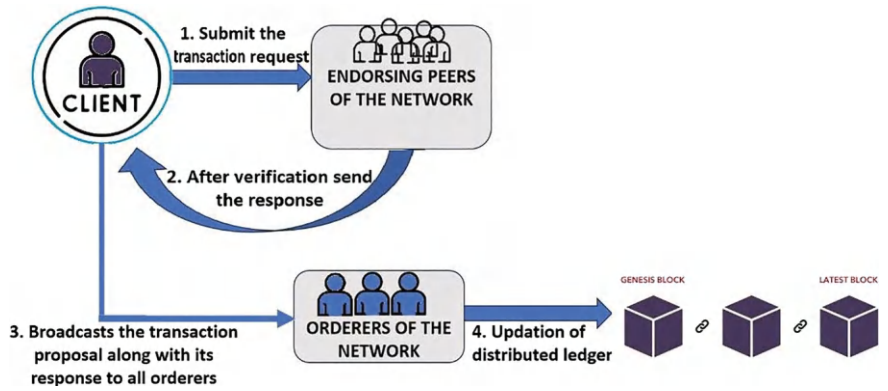 1. Submit the
transaction request
CLIENT
ENDORSING PEERS
OF THE NETWORK
2. After verification send
the response
GENESIS BLOCK
LATEST BLOCK
ORDERERS OF THE
NETWORK
3. Broadcasts the transaction
proposal along with its
response to all orderers
4. Updation of
distributed ledger